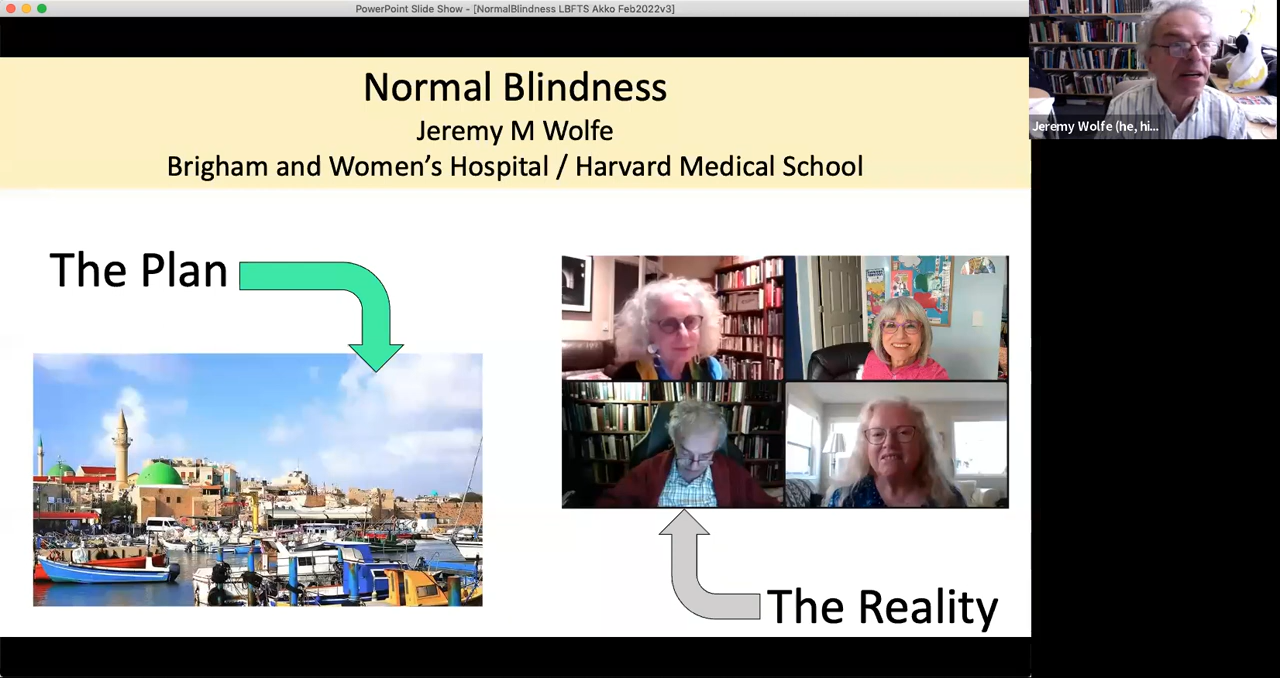 PowerPoint Slide Show - [NormalBlindness LBFTS Akko Feb2022v3]
Normal Blindness
Jeremy M Wolfe
Brigham and Women's Hospital / Harvard Medical School
The Plan
The Reality
Jeremy Wolfe (he, hi...